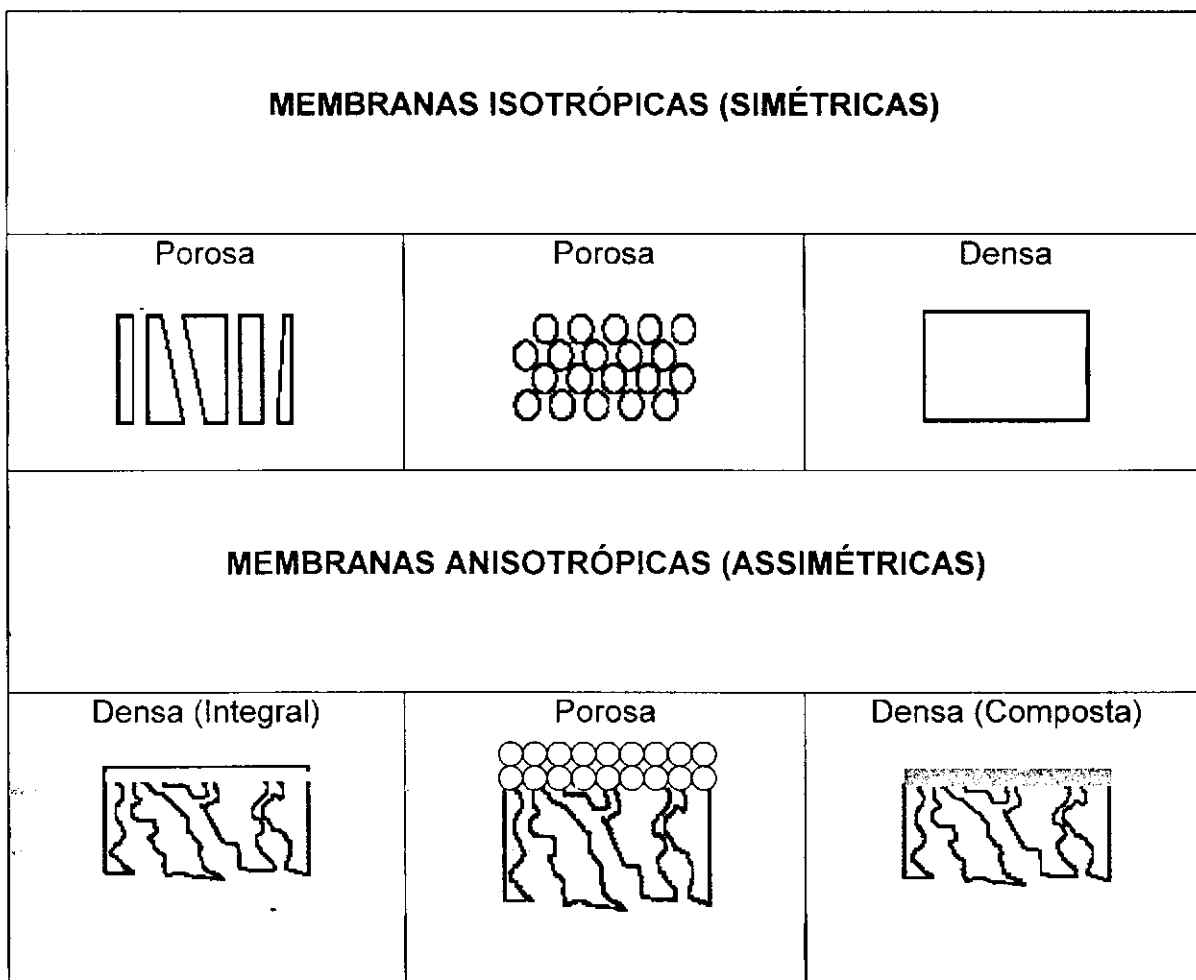 MEMBRANAS ISOTRÓPICAS (SIMÉTRICAS)
Porosa
Porosa
Densa
MEMBRANAS ANISOTRÓPICAS (ASSIMÉTRICAS)
Densa (Integral)
Porosa
Densa (Composta)